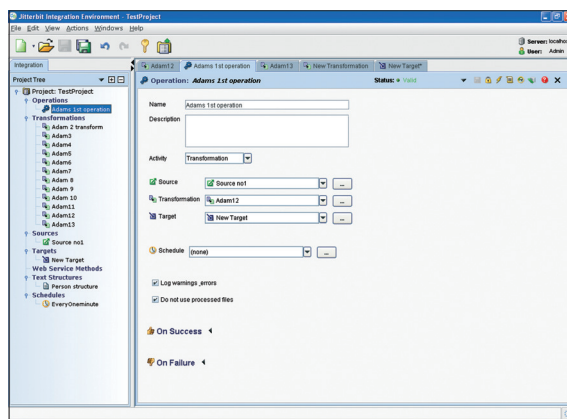 Jitterbit Integration Environment - TestProject
File Edit View Actions Windows Help
Server: localho
User: Admin
Integration
Adam12
Adams 1st operation
Adam13
New Transformation
New Target*
Project Tree
Operation: Adams 1st operation
Status: Valid
Project: TestProject
Operations
Adams 1st operation
Transformations
Adam 2 transform
Adam3
Adam4
Adam5
Adam6
Adam7
Adam 8
Adam 9
Adam 10
Adam11
Adam12
Adam13
Sources
Source no1
Targets
New Target
Web Service Methods
Text Structures
Person structure
Schedules
EveryOneminute
Name Adams 1st operation
Description
Activity Transformation
Source Source no1 ...
Transformation Adam12 ...
Target New Target ...
Schedule (none) ...
Log warnings_errors
Do not use processed files
On Success
On Failure